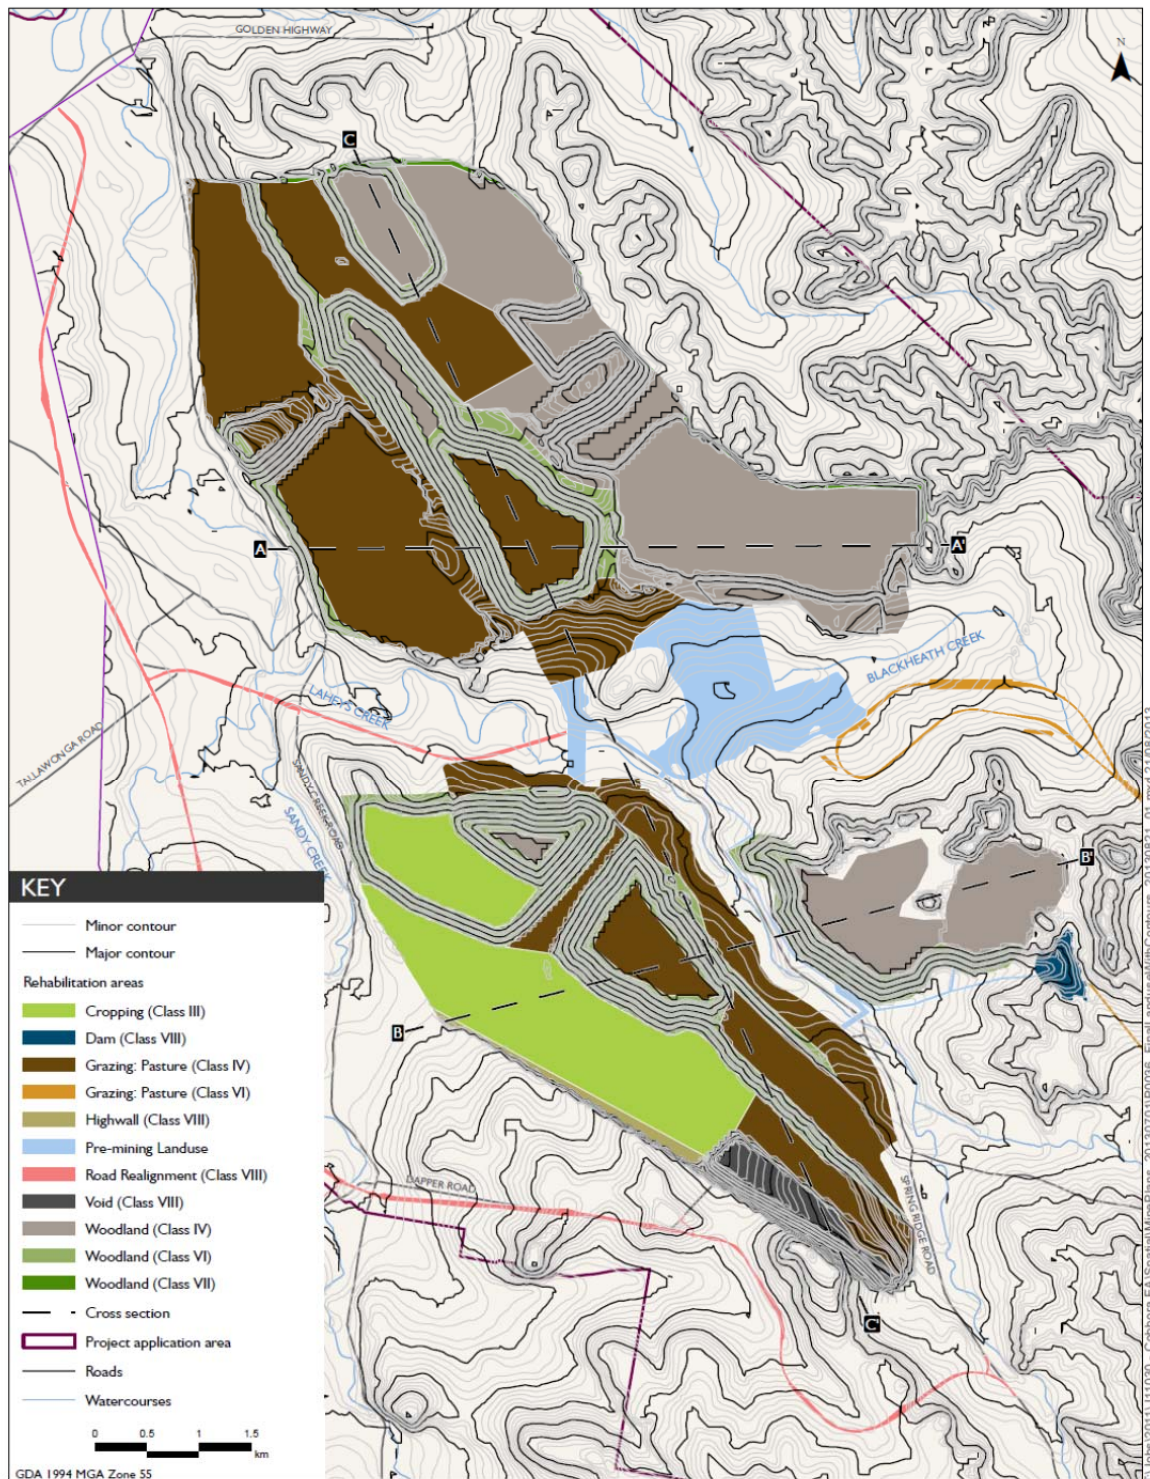 GOLDEN HIGHWAY
N
C
A
A'
BLACKHEATH CREEK
LAHEYS CREEK
TALLAWONGA ROAD
SANDY CREEK ROAD
SANDY CREEK
B'
B
DAPPER ROAD
SPRING RIDGE ROAD
C'
KEY
Minor contour
Major contour
Rehabilitation areas
Cropping (Class III)
Dam (Class VIII)
Grazing: Pasture (Class IV)
Grazing: Pasture (Class VI)
Highwall (Class VIII)
Pre-mining Landuse
Road Realignment (Class VIII)
Void (Class VIII)
Woodland (Class IV)
Woodland (Class VI)
Woodland (Class VII)
Cross section
Project application area
Roads
Watercourses
0 0.5 1 1.5
km
GDA 1994 MGA Zone 55